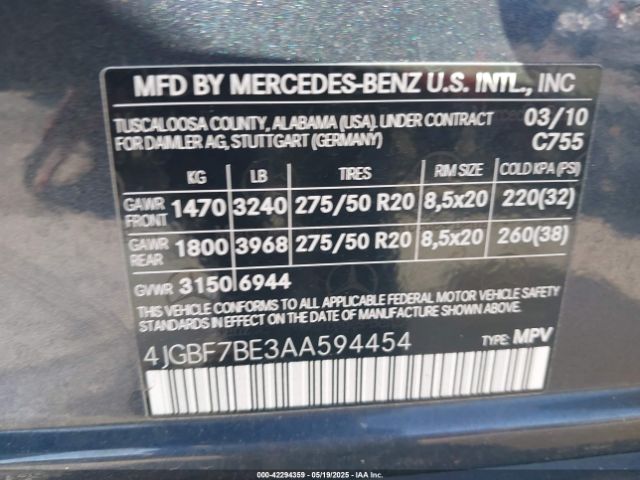 MFD BY MERCEDES-BENZ U.S. INTL., INC
TUSCALOOSA COUNTY, ALABAMA (USA). UNDER CONTRACT 03/10
FOR DAIMLER AG, STUTTGART (GERMANY) C755
KG LB TIRES RIM SIZE COLD KPA (PSI)
GAWR FRONT 1470 3240 275/50 R20 8,5x20 220(32)
GAWR REAR 1800 3968 275/50 R20 8,5x20 260(38)
GVWR 3150 6944
THIS VEHICLE CONFORMS TO ALL APPLICABLE FEDERAL MOTOR VEHICLE SAFETY
STANDARDS IN EFFECT ON THE DATE OF MANUFACTURE SHOWN ABOVE.
4JGBF7BE3AA594454 TYPE: MPV
000-42294359 - 05/19/2025 - IAA Inc.